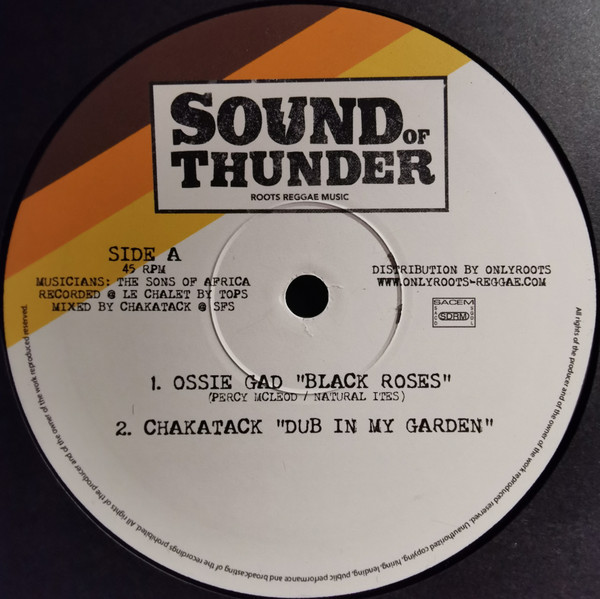 SOUND OF
THUNDER
ROOTS REGGAE MUSIC
SIDE A
45 RPM
MUSICIANS: THE SONS OF AFRICA
RECORDED @ LE CHALET BY TOPS
MIXED BY CHAKATACK @ SFS
DISTRIBUTION BY ONLYROOTS
WWW.ONLYROOTS-REGGAE.COM
SACEM
SDRM
1. OSSIE GAD "BLACK ROSES"
(PERCY MCLEOD / NATURAL ITES)
2. CHAKATACK "DUB IN MY GARDEN"
All rights of the producer and of the owner of the work reproduced reserved. Unauthorized copying, hiring, lending, public performance and broadcasting of the recordings prohibited. All rights of the producer and of the owner of the work reproduced reserved.